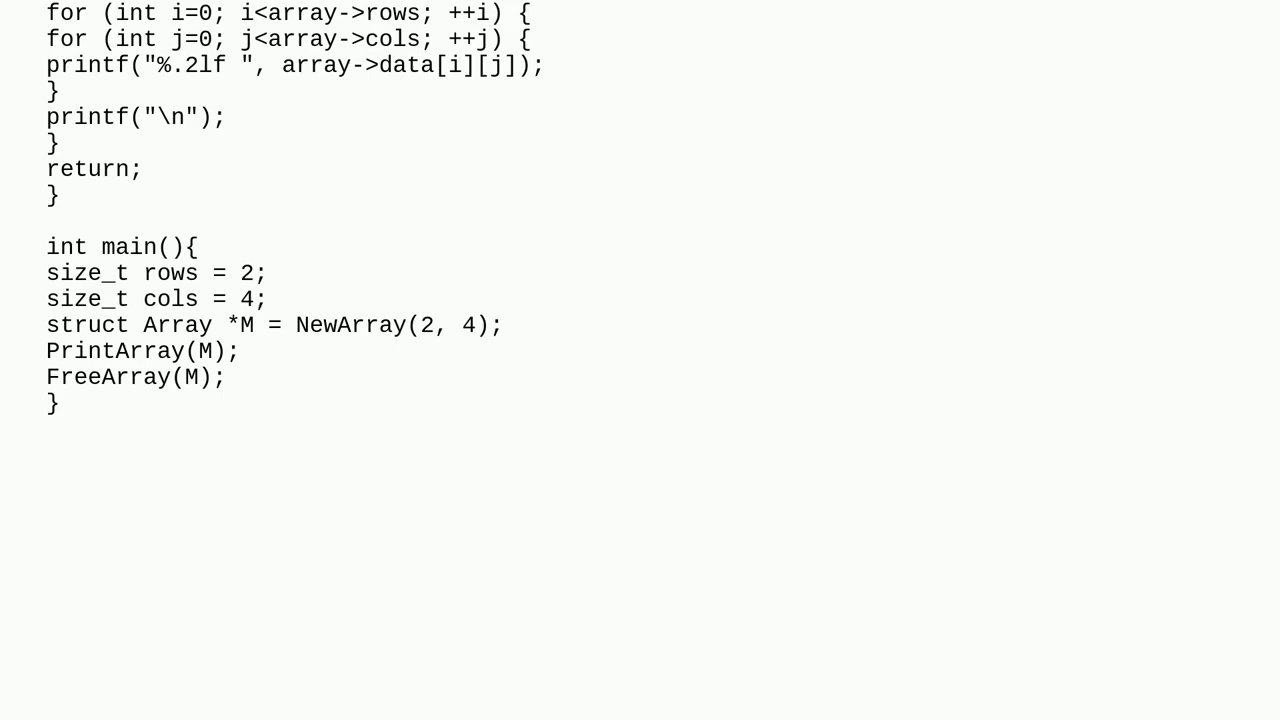 for (int i=0; i<array->rows; ++i) {
for (int j=0; j<array->cols; ++j) {
printf("%.2lf ", array->data[i][j]);
}
printf("\n");
}
return;
}

int main(){
size_t rows = 2;
size_t cols = 4;
struct Array *M = NewArray(2, 4);
PrintArray(M);
FreeArray(M);
}